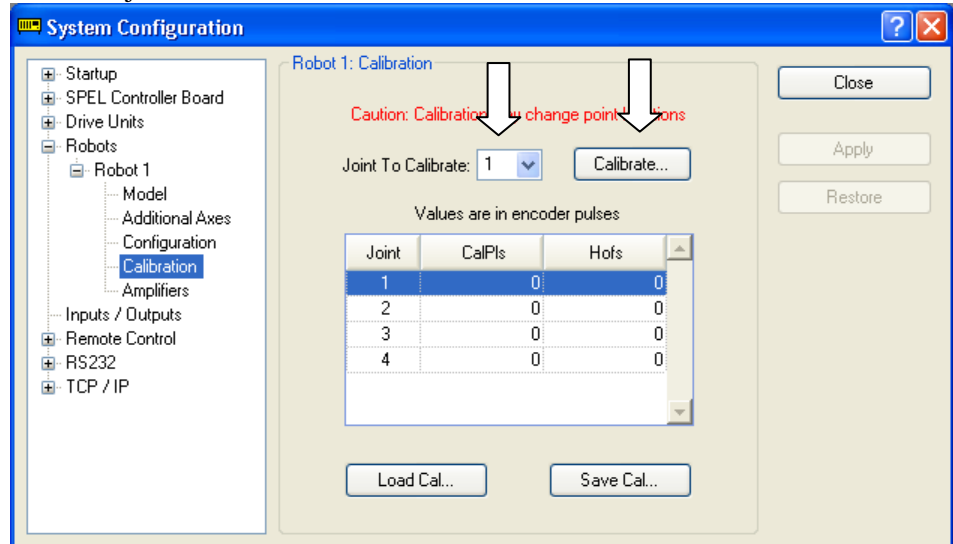 System Configuration
Startup
SPEL Controller Board
Drive Units
Robots
Robot 1
Model
Additional Axes
Configuration
Calibration
Amplifiers
Inputs / Outputs
Remote Control
RS232
TCP / IP
Robot 1: Calibration
Caution: Calibration change point
Joint To Calibrate: 1
Calibrate...
Values are in encoder pulses
Joint CalPls Hofs
1 0 0
2 0 0
3 0 0
4 0 0
Load Cal...
Save Cal...
Close
Apply
Restore